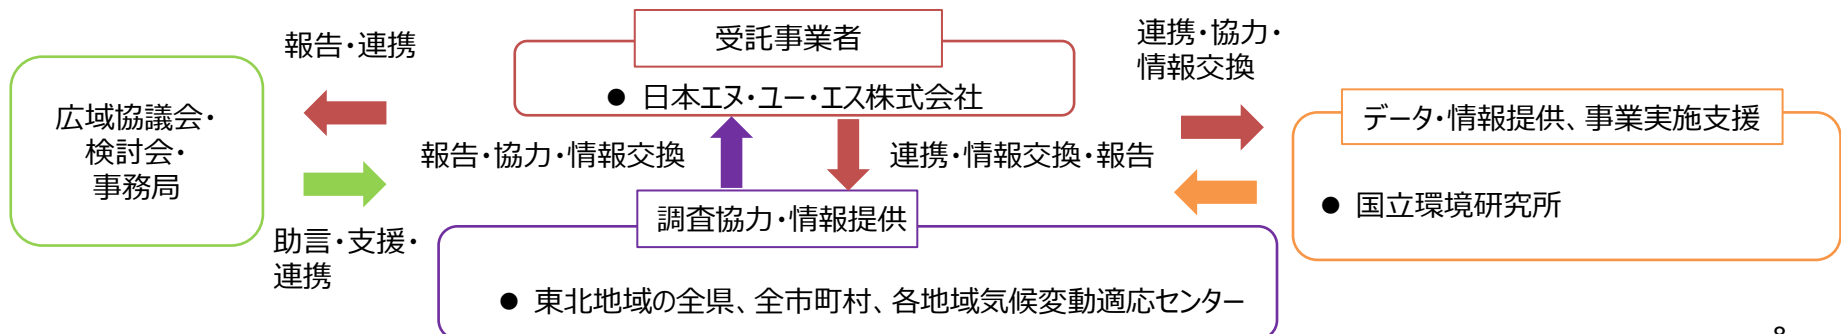 報告・連携
広域協議会・
検討会・
事務局
助言・支援・
連携
受託事業者
● 日本エヌ・ユー・エス株式会社
報告・協力・情報交換
連携・情報交換・報告
調査協力・情報提供
● 東北地域の全県、全市町村、各地域気候変動適応センター
連携・協力・
情報交換
データ・情報提供、事業実施支援
● 国立環境研究所